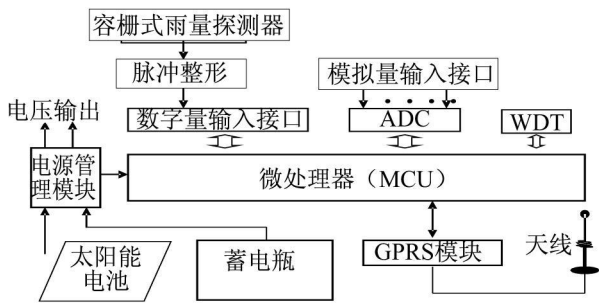 容栅式雨量探测器
脉冲整形
模拟量输入接口
电压输出
数字量输入接口
ADC
WDT
电源管
理模块
微处理器（MCU）
太阳能
电池
蓄电瓶
GPRS模块
天线